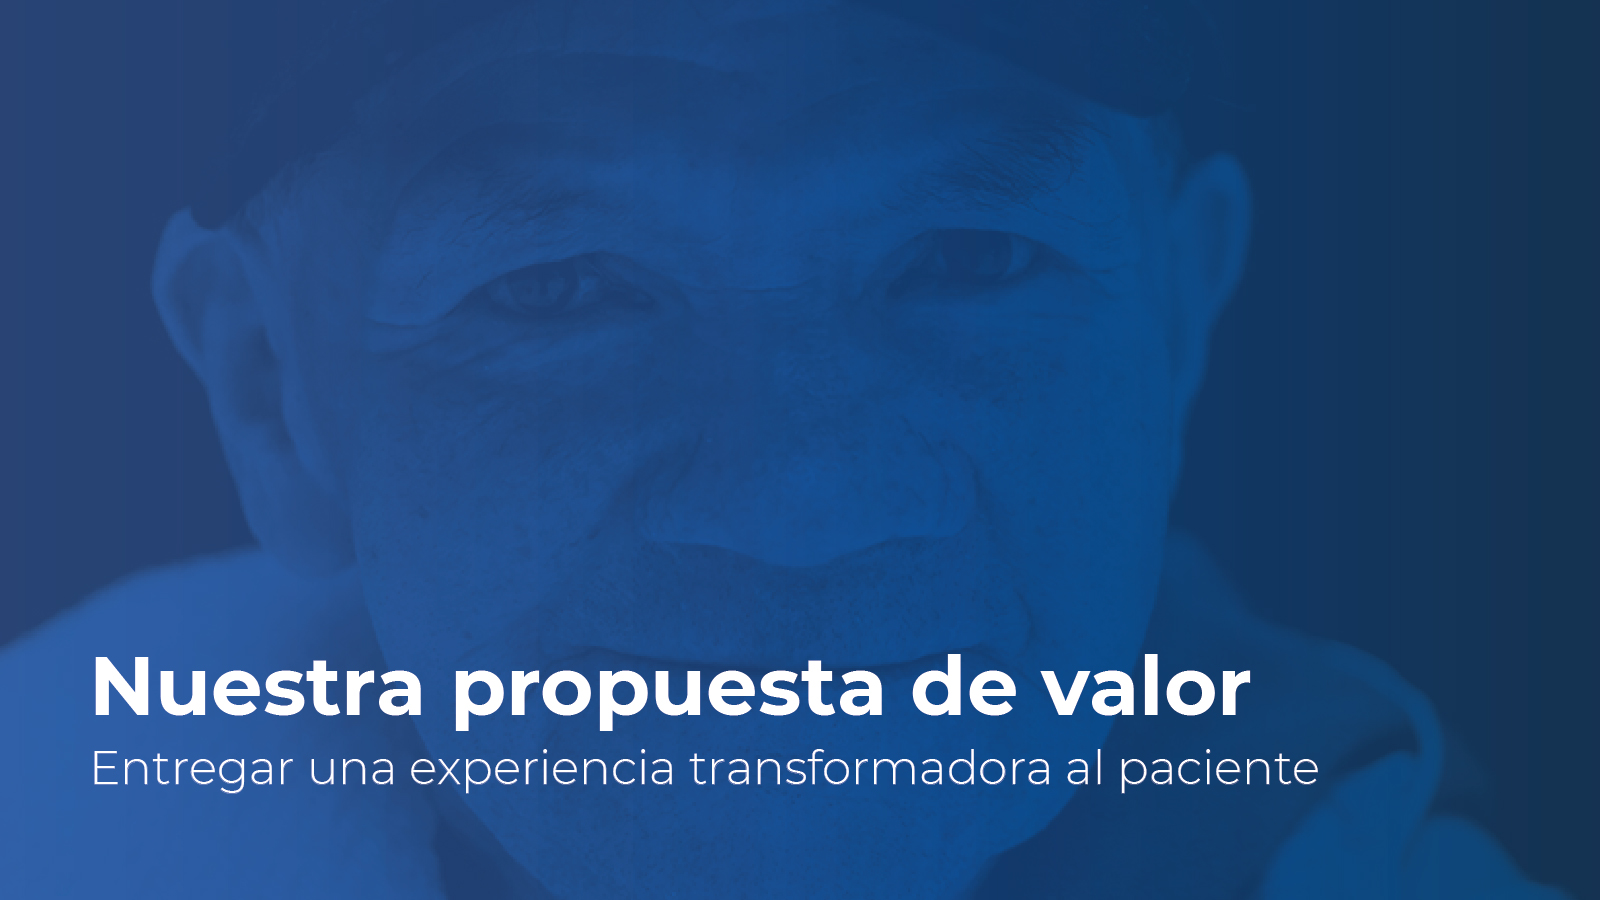 Nuestra propuesta de valor
Entregar una experiencia transformadora al paciente